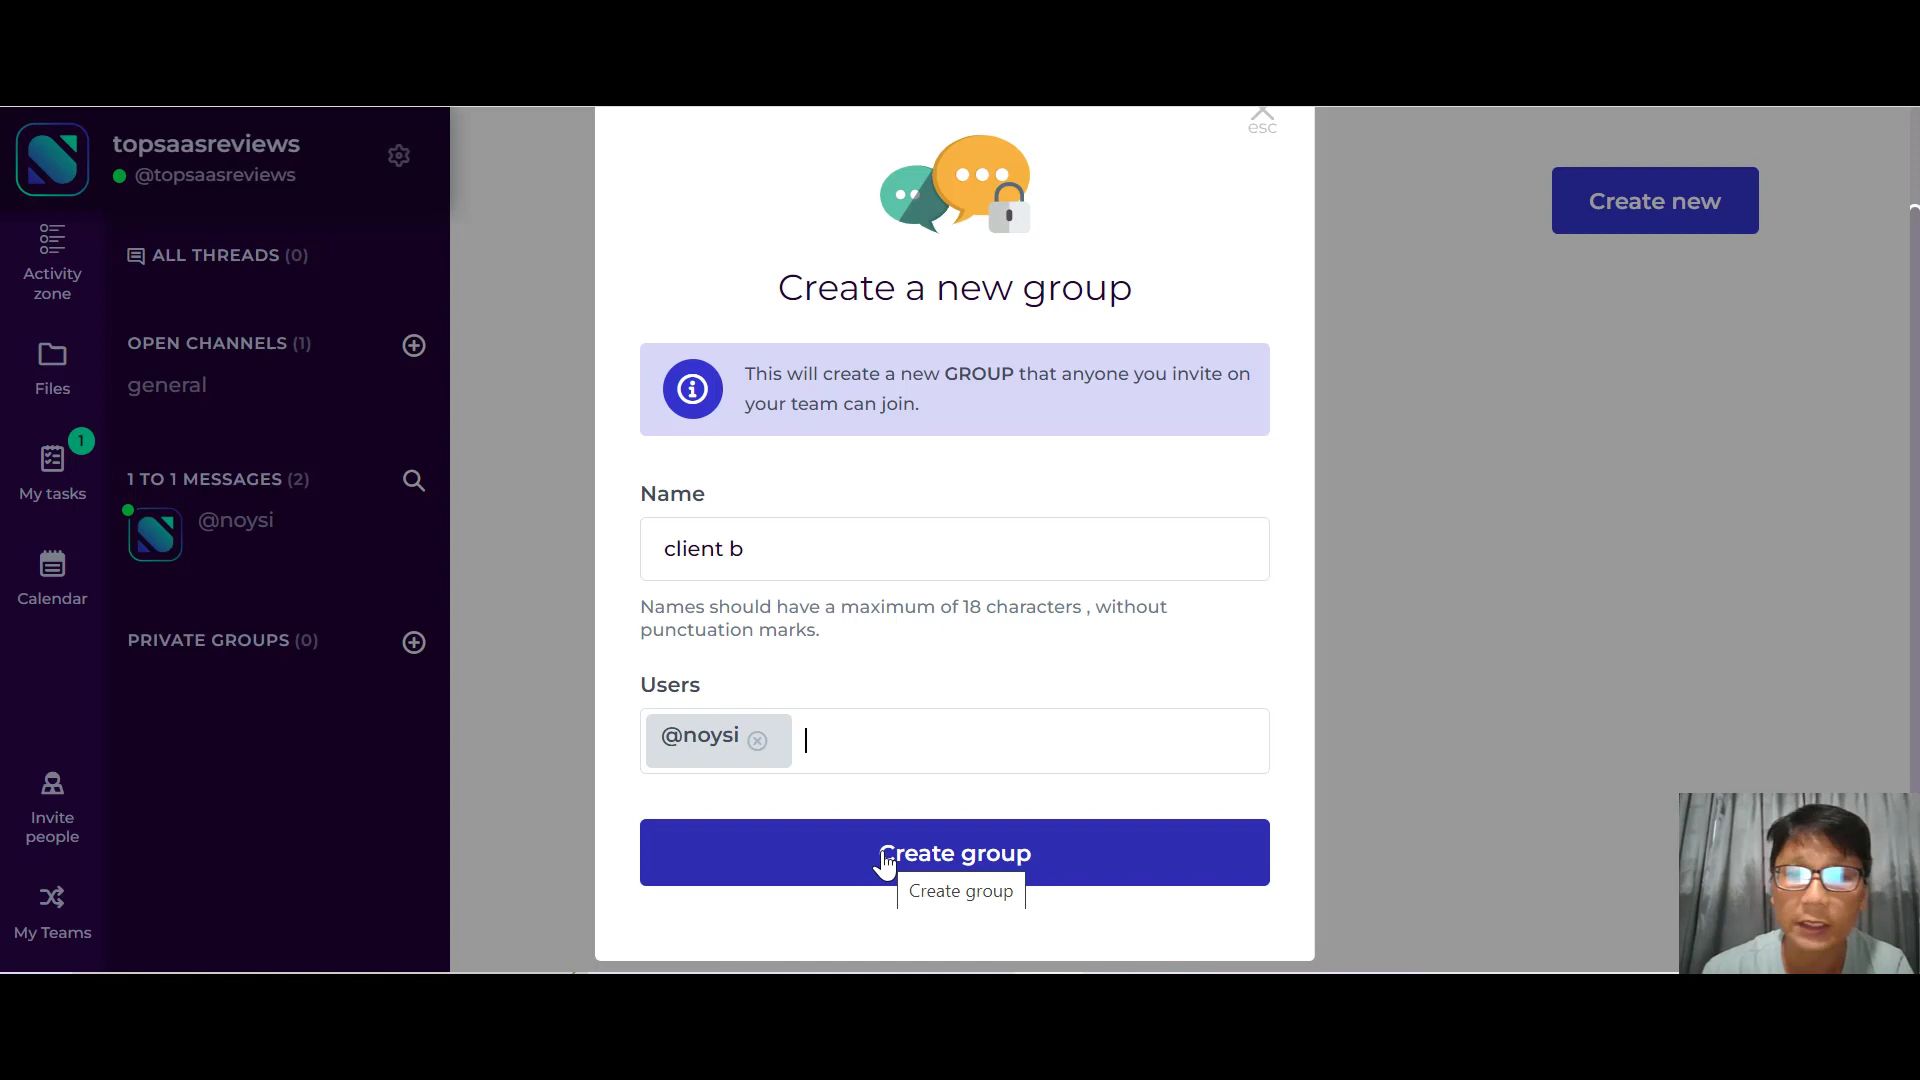 topsaasreviews
@topsaasreviews
Activity
zone
Files
1
My tasks
Calendar
Invite
people
My Teams
ALL THREADS (0)
OPEN CHANNELS (1)
general
1 TO 1 MESSAGES (2)
@noysi
PRIVATE GROUPS (0)
esc
Create a new group
This will create a new GROUP that anyone you invite on
your team can join.
Name
client b
Names should have a maximum of 18 characters , without
punctuation marks.
Users
@noysi
Create group
Create group
Create new